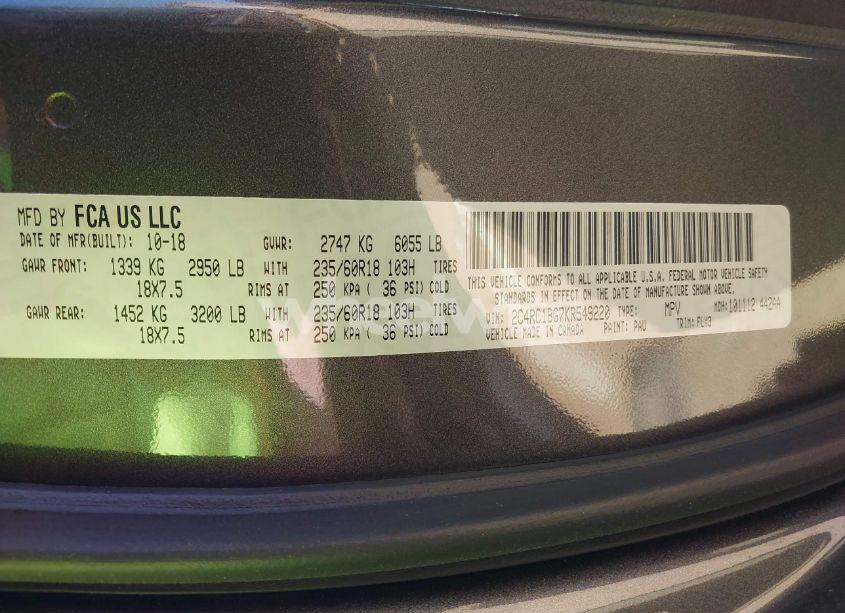 MFD BY FCA US LLC
DATE OF MFR(BUILT): 10-18 GVWR: 2747 KG 6055 LB
GAWR FRONT: 1339 KG 2950 LB WITH 235/60R18 103H TIRES
18X7.5 RIMS AT 250 KPA ( 36 PSI) COLD
GAWR REAR: 1452 KG 3200 LB WITH 235/60R18 103H TIRES
18X7.5 RIMS AT 250 KPA ( 36 PSI) COLD
THIS VEHICLE CONFORMS TO ALL APPLICABLE U.S.A. FEDERAL MOTOR VEHICLE SAFETY
STANDARDS IN EFFECT ON THE DATE OF MANUFACTURE SHOWN ABOVE.
VIN: 2C4RC1BG7KR549220 TYPE: MPV MDH: 101112
VEHICLE MADE IN CANADA PAINT: PAU TRIM: